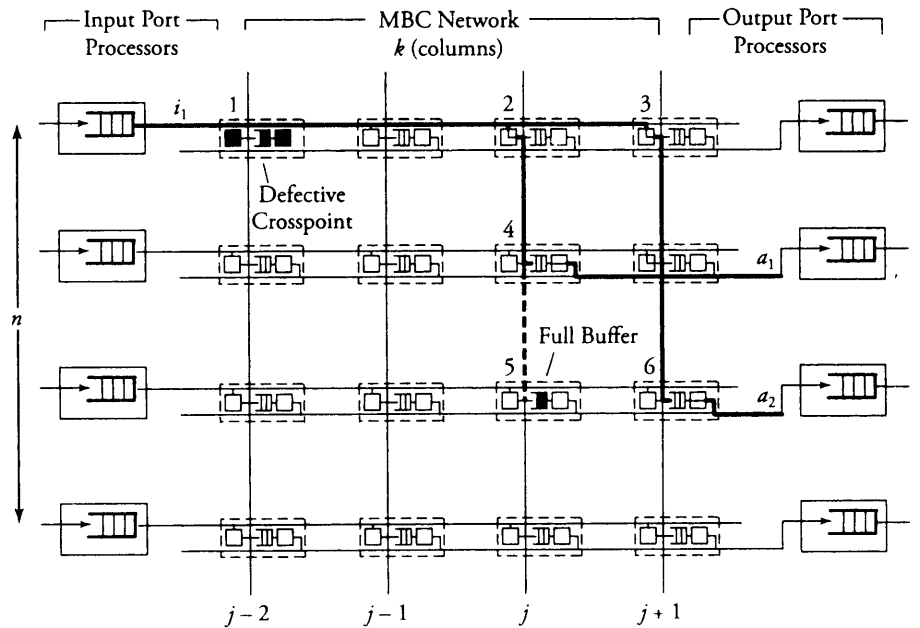 Input Port
Processors
MBC Network
k (columns)
Output Port
Processors
i1
1
2
3
Defective
Crosspoint
4
a1
n
Full Buffer
5
6
a2
j – 2
j – 1
j
j + 1